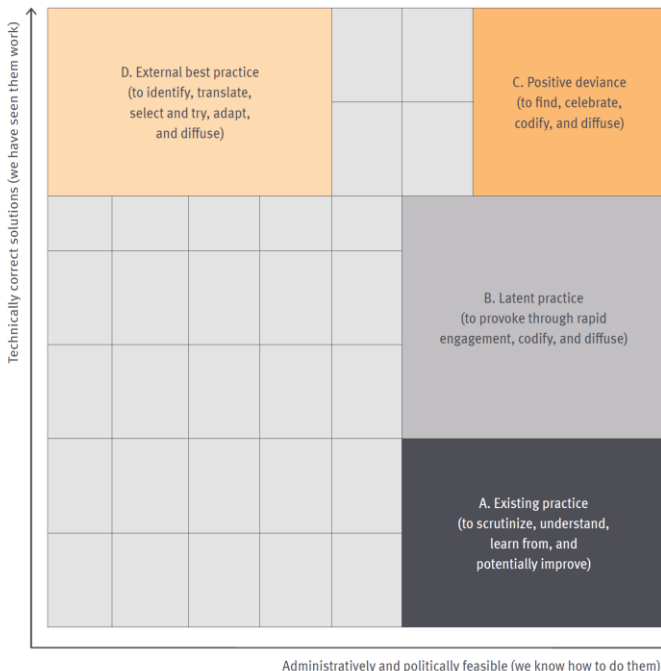 Technically correct solutions (we have seen them work)
D. External best practice
(to identify, translate,
select and try, adapt,
and diffuse)
C. Positive deviance
(to find, celebrate,
codify, and diffuse)
B. Latent practice
(to provoke through rapid
engagement, codify, and diffuse)
A. Existing practice
(to scrutinize, understand,
learn from, and
potentially improve)
Administratively and politically feasible (we know how to do them)